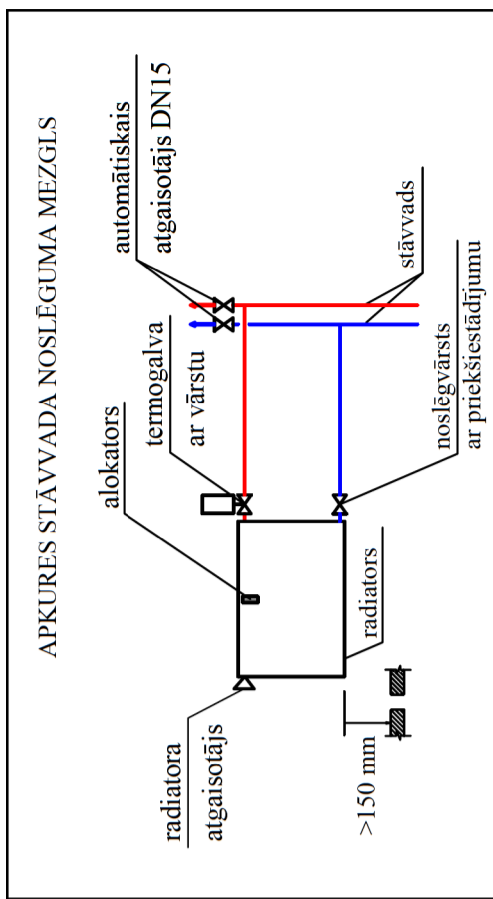 APKURES STĀVVADA NOSLĒGUMA MEZGLS
automātiskais
atgaisotājs DN15
termogalva
ar vārstu
alokators
radiatora
atgaisotājs
>150 mm
radiators
noslēgvārsts
ar priekšiestādījumu
stāvvads